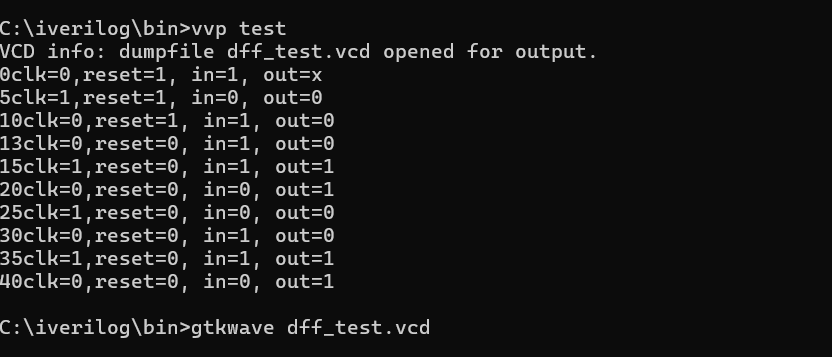 C:\iverilog\bin>vvp test
VCD info: dumpfile dff_test.vcd opened for output.
0clk=0,reset=1, in=1, out=x
5clk=1,reset=1, in=0, out=0
10clk=0,reset=1, in=1, out=0
13clk=0,reset=0, in=1, out=0
15clk=1,reset=0, in=1, out=1
20clk=0,reset=0, in=0, out=1
25clk=1,reset=0, in=0, out=0
30clk=0,reset=0, in=1, out=0
35clk=1,reset=0, in=1, out=1
40clk=0,reset=0, in=0, out=1
C:\iverilog\bin>gtkwave dff_test.vcd